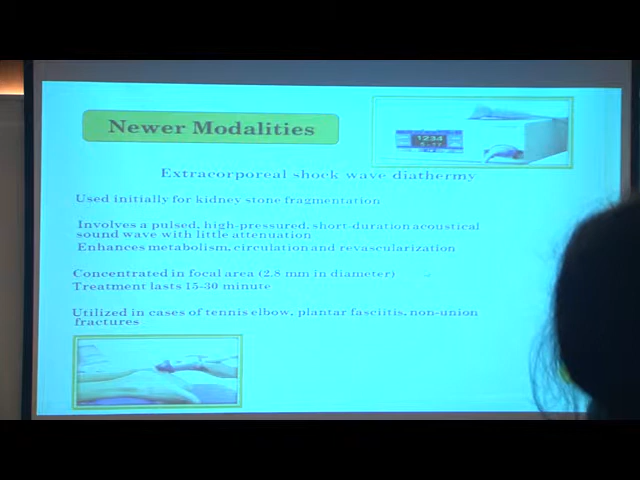 Newer Modalities
1234
Extracorporeal shock wave diathermy
Used initially for kidney stone fragmentation
Involves a pulsed, high-pressured, short-duration acoustical
sound wave with little attenuation
Enhances metabolism, circulation and revascularization
Concentrated in focal area (2.8 mm in diameter)
Treatment lasts 15-30 minute
Utilized in cases of tennis elbow, plantar fasciitis, non-union
fractures